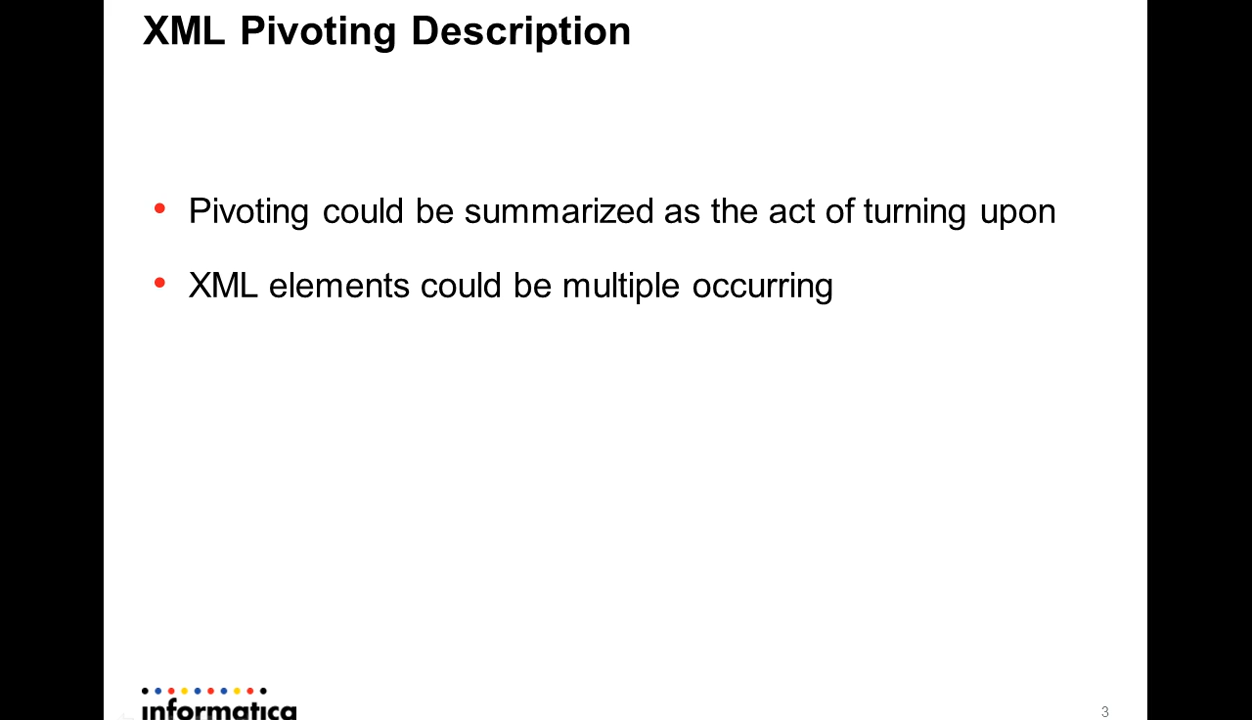 XML Pivoting Description
• Pivoting could be summarized as the act of turning upon
• XML elements could be multiple occurring
informatica
3